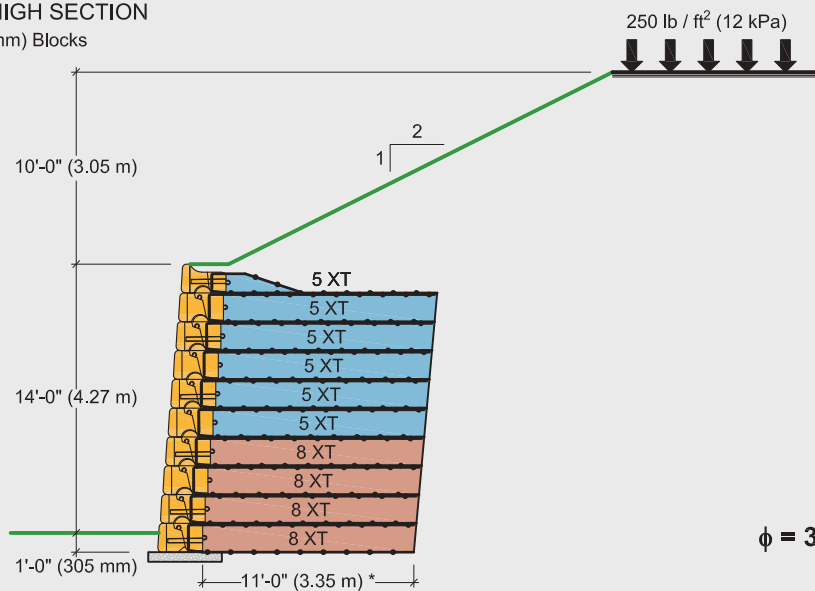 HIGH SECTION
mm) Blocks
250 lb / ft² (12 kPa)
2
1
10'-0" (3.05 m)
5 XT
5 XT
5 XT
5 XT
5 XT
5 XT
14'-0" (4.27 m)
8 XT
8 XT
8 XT
8 XT
ϕ = 3
1'-0" (305 mm)
11'-0" (3.35 m) *